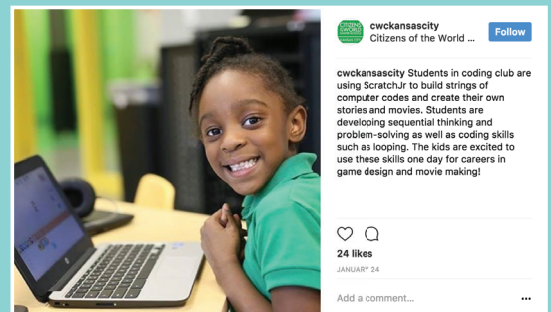 CITIZENS
OF THE WORLD
cwckansascity
Citizens of the World ...
Follow
cwckansascity Students in coding club are
using ScratchJr to build strings of
computer codes and create their own
stories and movies. Students are
developing sequential thinking and
problem-solving as well as coding skills
such as looping. The kids are excited to
use these skills one day for careers in
game design and movie making!
24 likes
JANUARY 24
Add a comment...